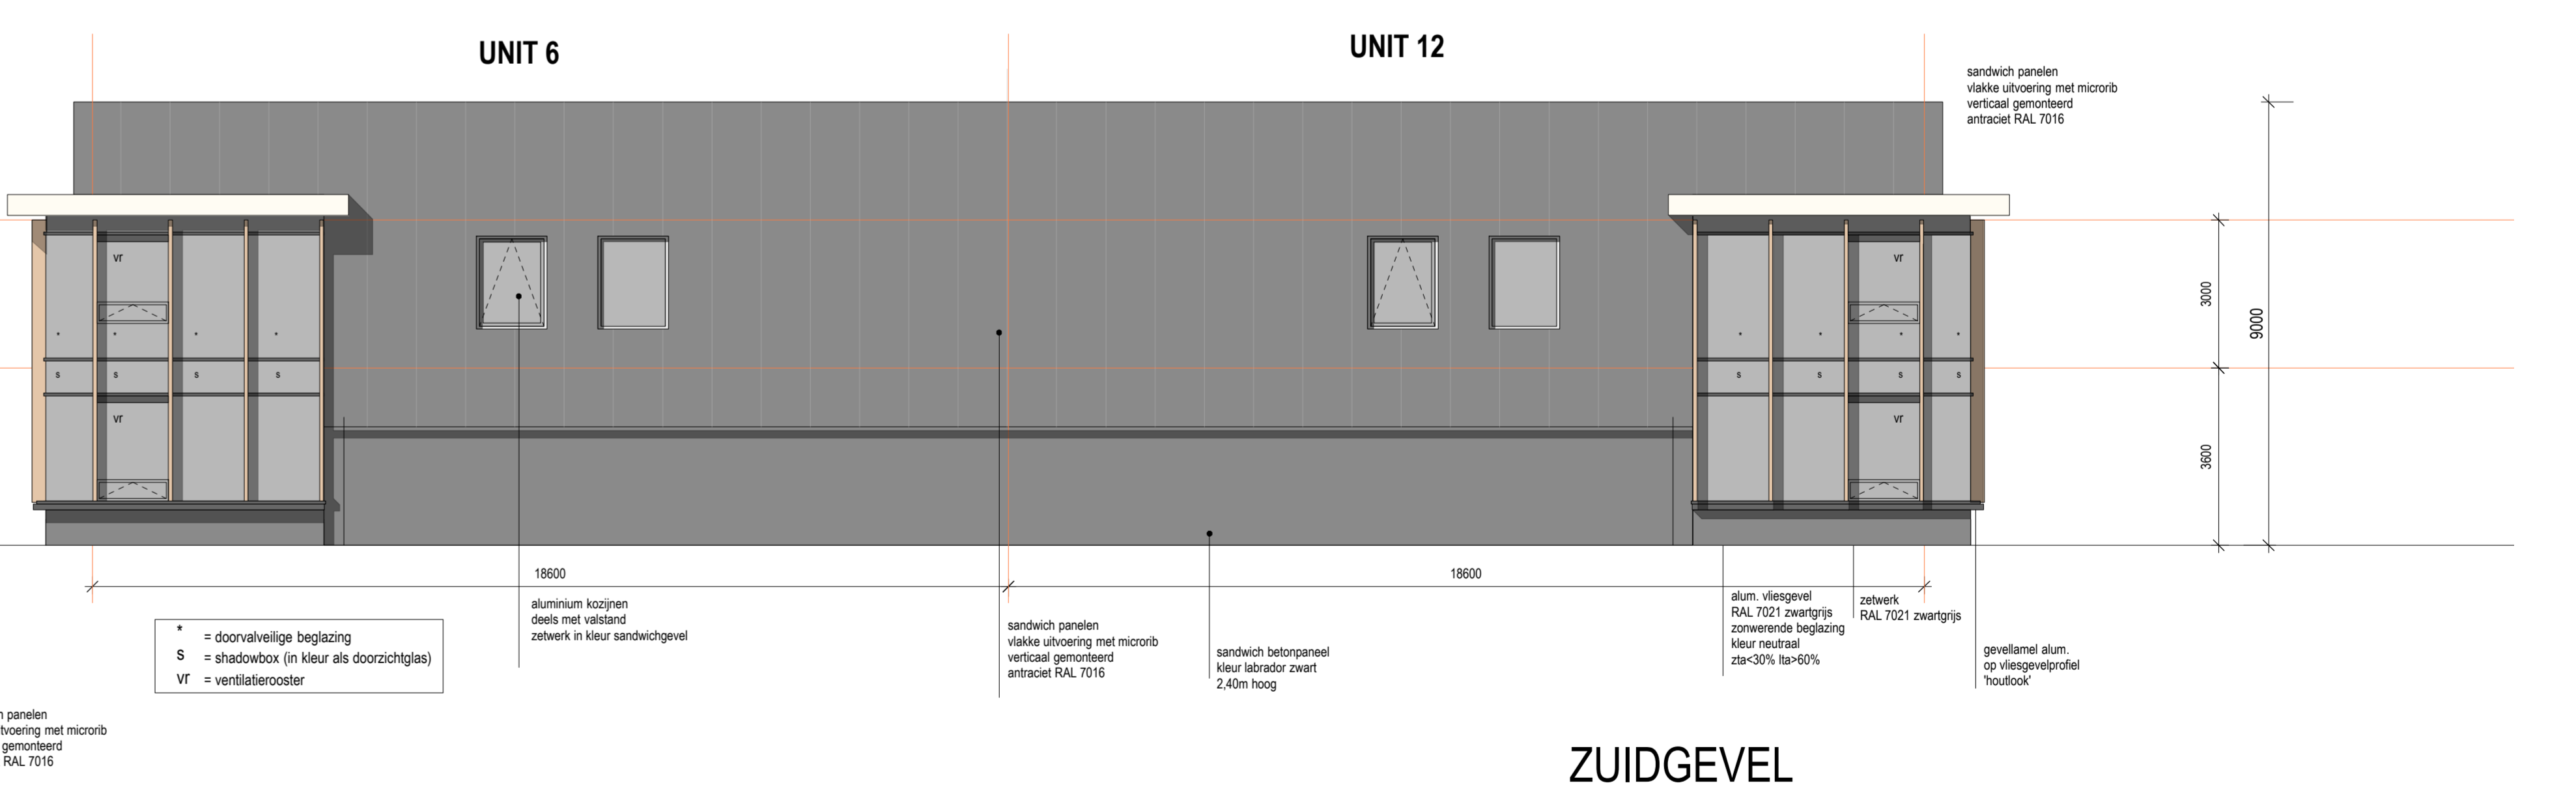 UNIT 6
UNIT 12
sandwich panelen
vlakke uitvoering met microrib
verticaal gemonteerd
antraciet RAL 7016
vr
vr
* * * *
* * * *
s s s s
s s s s
vr
vr
3000
9000
3600
18600
18600
aluminium kozijnen
deels met valstand
zetwerk in kleur sandwichgevel
sandwich panelen
vlakke uitvoering met microrib
verticaal gemonteerd
antraciet RAL 7016
sandwich betonpaneel
kleur labrador zwart
2,40m hoog
alum. vliesgevel
RAL 7021 zwartgrijs
zonwerende beglazing
kleur neutraal
zta<30% lta>60%
zetwerk
RAL 7021 zwartgrijs
gevellamel alum.
op vliesgevelprofiel
'houtlook'
* = doorvalveilige beglazing
s = shadowbox (in kleur als doorzichtglas)
vr = ventilatierooster
n panelen
tvoering met microrib
gemonteerd
RAL 7016
ZUIDGEVEL